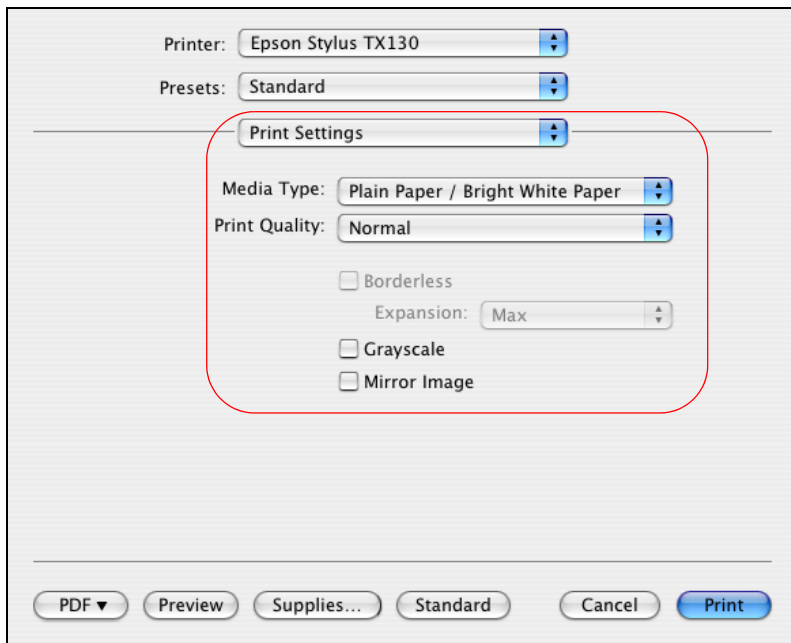 Printer: Epson Stylus TX130
Presets: Standard
Print Settings
Media Type: Plain Paper / Bright White Paper
Print Quality: Normal
Borderless
Expansion: Max
Grayscale
Mirror Image
PDF ▼ Preview Supplies... Standard Cancel Print